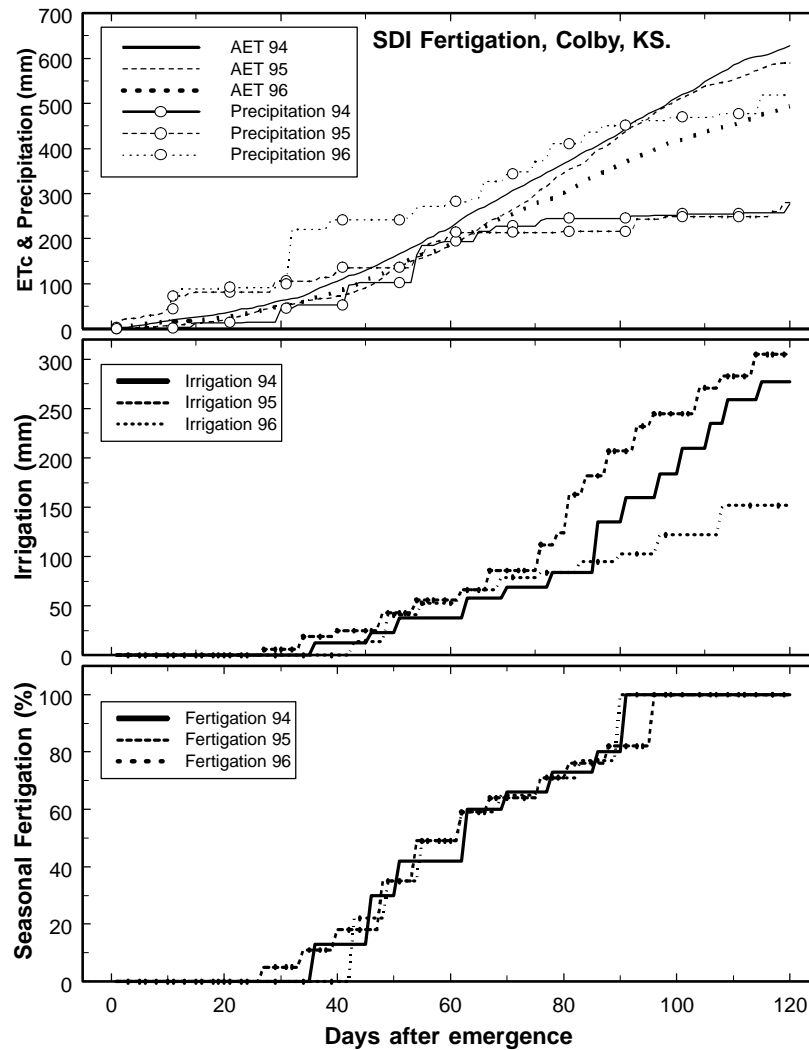 SDI Fertigation, Colby, KS.
ETc & Precipitation (mm)
700
600
500
400
300
200
100
0
AET 94
AET 95
AET 96
Precipitation 94
Precipitation 95
Precipitation 96
Irrigation (mm)
300
250
200
150
100
50
0
Irrigation 94
Irrigation 95
Irrigation 96
Seasonal Fertigation (%)
100
80
60
40
20
0
Fertigation 94
Fertigation 95
Fertigation 96
0 20 40 60 80 100 120
Days after emergence